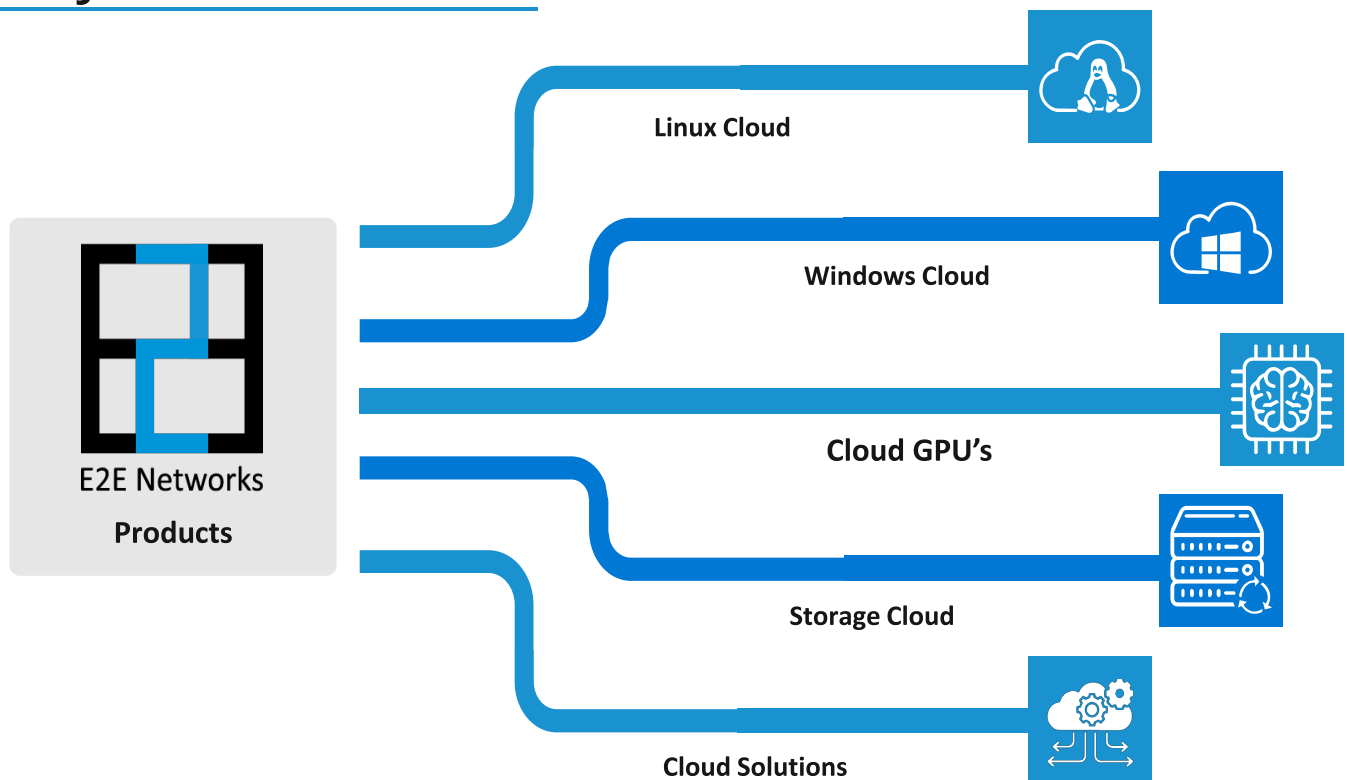 Linux Cloud
Windows Cloud
Cloud GPU’s
E2E Networks
Products
Storage Cloud
Cloud Solutions